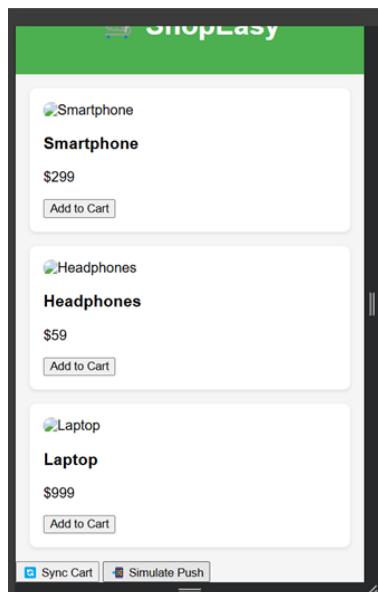 ShopEasy
Smartphone
Smartphone
$299
Add to Cart
Headphones
Headphones
$59
Add to Cart
Laptop
Laptop
$999
Add to Cart
Sync Cart Simulate Push